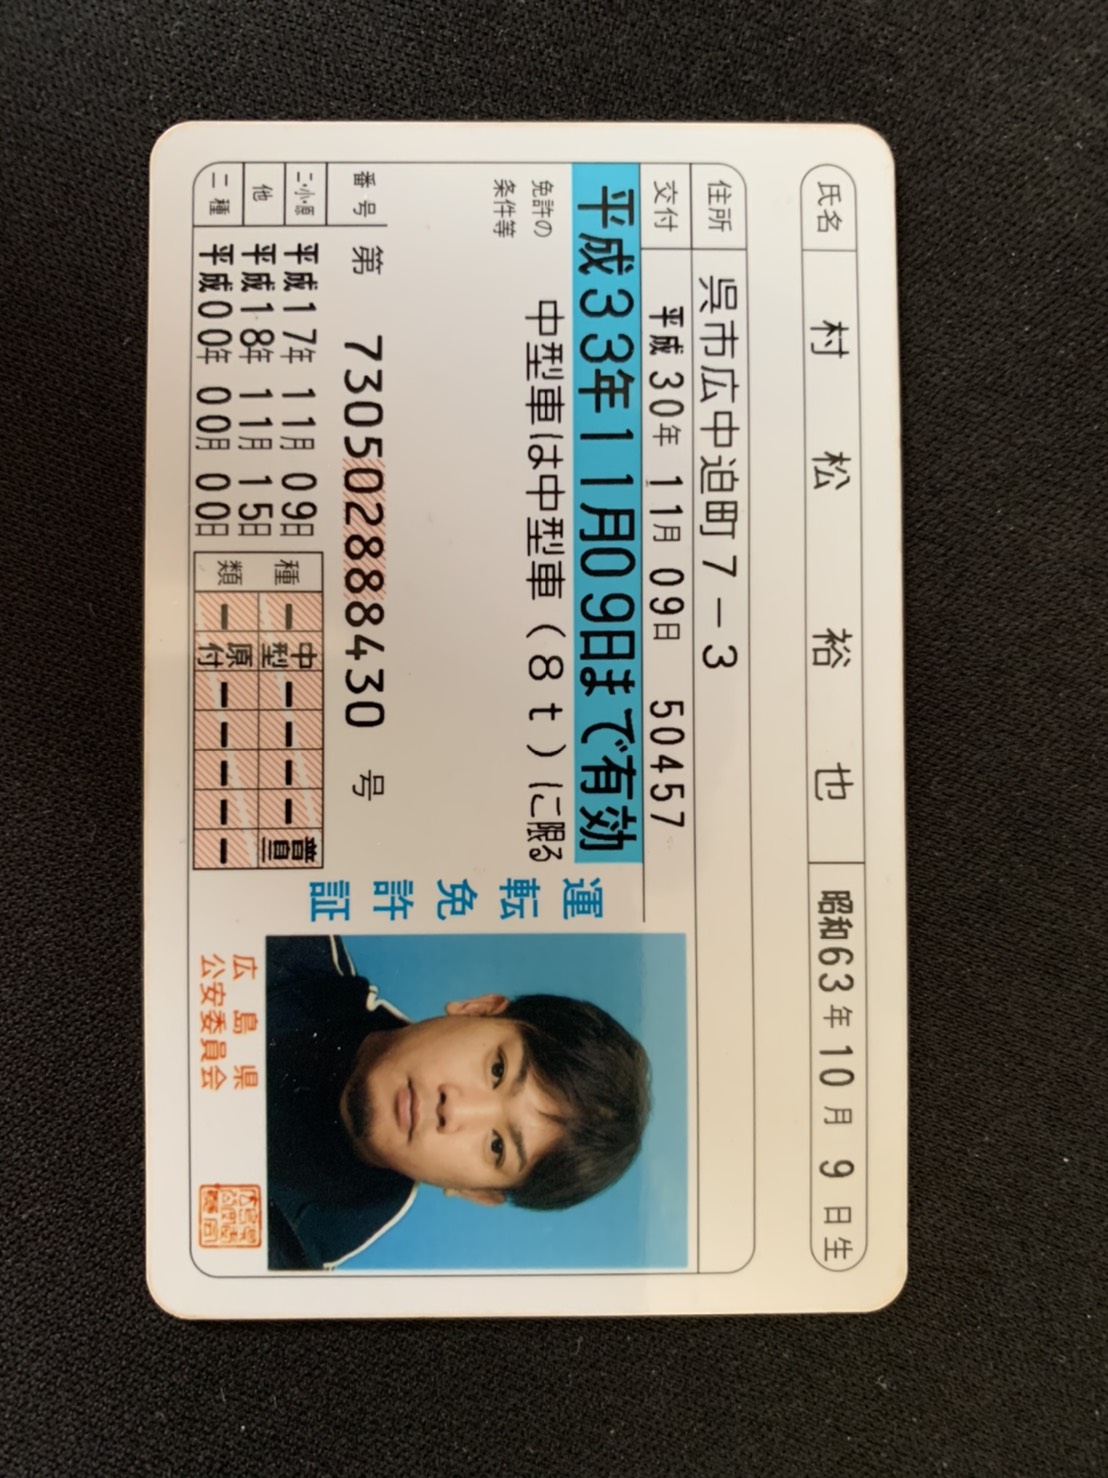 氏名 村松裕也 昭和63年10月9日生
住所 呉市広中迫町7-3
交付 平成30年11月09日 50457
平成33年11月09日まで有効
免許の条件等 中型車は中型車(8t)に限る
番号 第 730502888430 号
二・小・原 平成17年11月09日
他 平成18年11月15日
二種 平成00年00月00日
種類 中型 普自二 原付
運転免許証
広島県
公安委員会